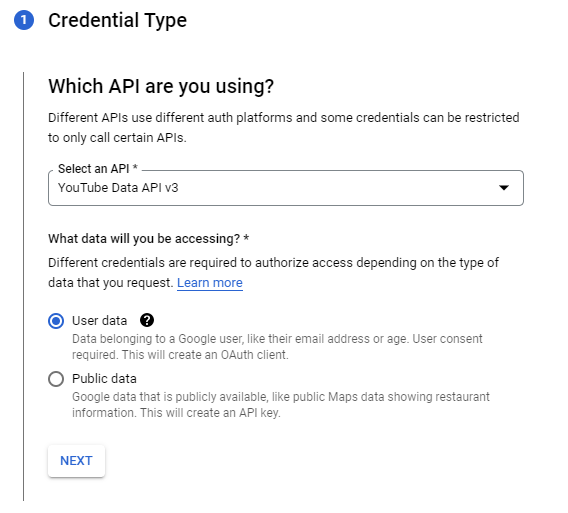 1 Credential Type
Which API are you using?
Different APIs use different auth platforms and some credentials can be restricted
to only call certain APIs.
Select an API *
YouTube Data API v3
What data will you be accessing? *
Different credentials are required to authorize access depending on the type of
data that you request. Learn more
User data ?
Data belonging to a Google user, like their email address or age. User consent
required. This will create an OAuth client.
Public data
Google data that is publicly available, like public Maps data showing restaurant
information. This will create an API key.
NEXT